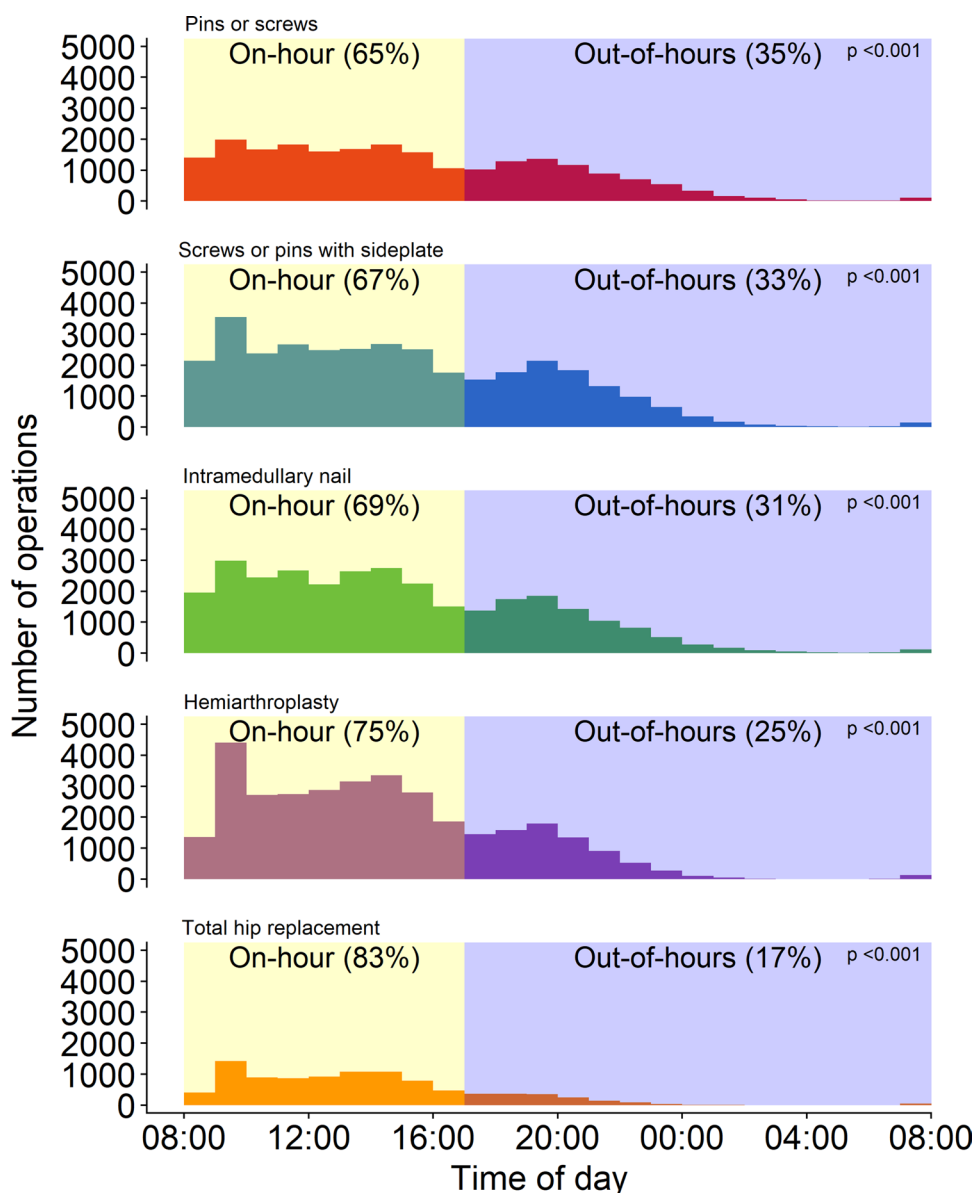 Pins or screws
On-hour (65%) Out-of-hours (35%) p <0.001
5000
4000
3000
2000
1000
0
Screws or pins with sideplate
On-hour (67%) Out-of-hours (33%) p <0.001
5000
4000
3000
2000
1000
0
Intramedullary nail
On-hour (69%) Out-of-hours (31%) p <0.001
5000
4000
3000
2000
1000
0
Hemiarthroplasty
On-hour (75%) Out-of-hours (25%) p <0.001
5000
4000
3000
2000
1000
0
Total hip replacement
On-hour (83%) Out-of-hours (17%) p <0.001
5000
4000
3000
2000
1000
0
Number of operations
08:00 12:00 16:00 20:00 00:00 04:00 08:00
Time of day